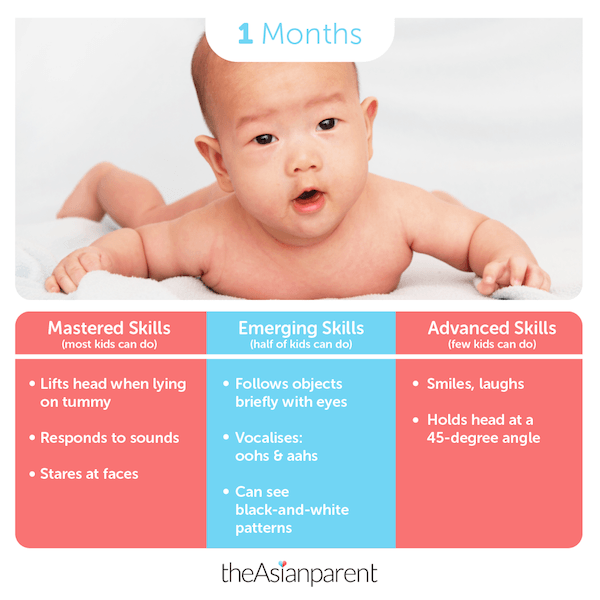 1 Months
Mastered Skills
(most kids can do)
• Lifts head when lying
on tummy
• Responds to sounds
• Stares at faces
Emerging Skills
(half of kids can do)
• Follows objects
briefly with eyes
• Vocalises:
oohs & aahs
• Can see
black-and-white
patterns
Advanced Skills
(few kids can do)
• Smiles, laughs
• Holds head at a
45-degree angle
theAsianparent